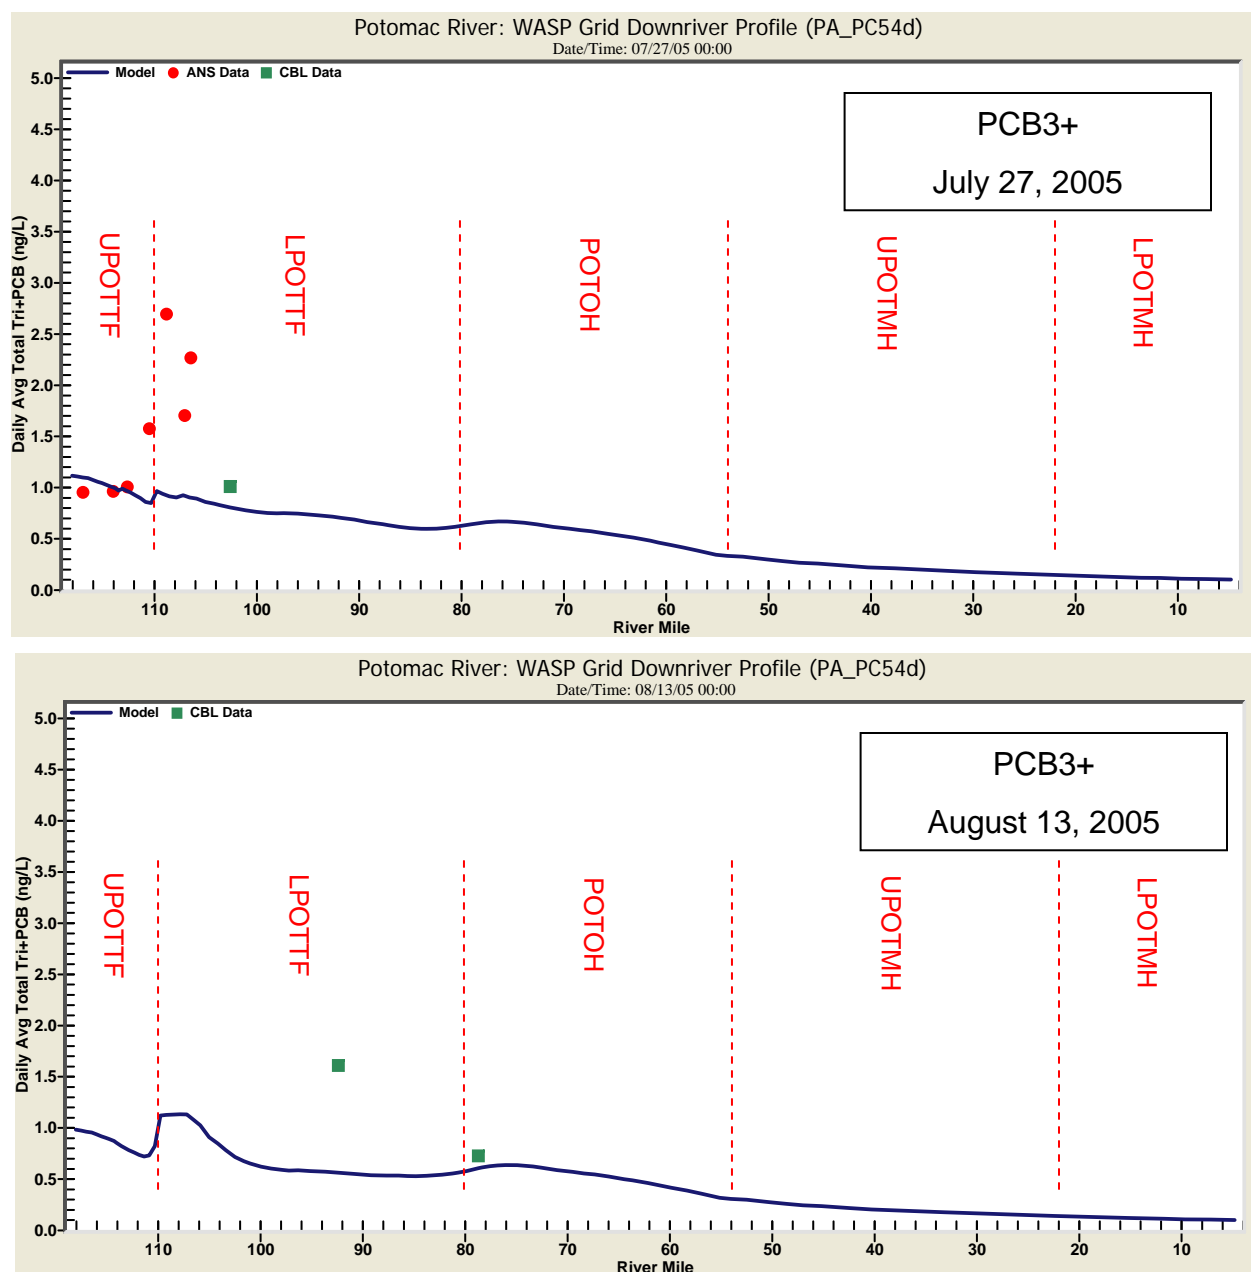 Potomac River: WASP Grid Downriver Profile (PA_PC54d)
Date/Time: 07/27/05 00:00
Model ANS Data CBL Data
PCB3+
July 27, 2005
Daily Avg Total Tri+PCB (ng/L)
5.0
4.5
4.0
3.5
3.0
2.5
2.0
1.5
1.0
0.5
0.0
UPOTTF
LPOTTF
POTOH
UPOTMH
LPOTMH
110 100 90 80 70 60 50 40 30 20 10
River Mile
Potomac River: WASP Grid Downriver Profile (PA_PC54d)
Date/Time: 08/13/05 00:00
Model CBL Data
PCB3+
August 13, 2005
Daily Avg Total Tri+PCB (ng/L)
5.0
4.5
4.0
3.5
3.0
2.5
2.0
1.5
1.0
0.5
0.0
UPOTTF
LPOTTF
POTOH
UPOTMH
LPOTMH
110 100 90 80 70 60 50 40 30 20 10
River Mile